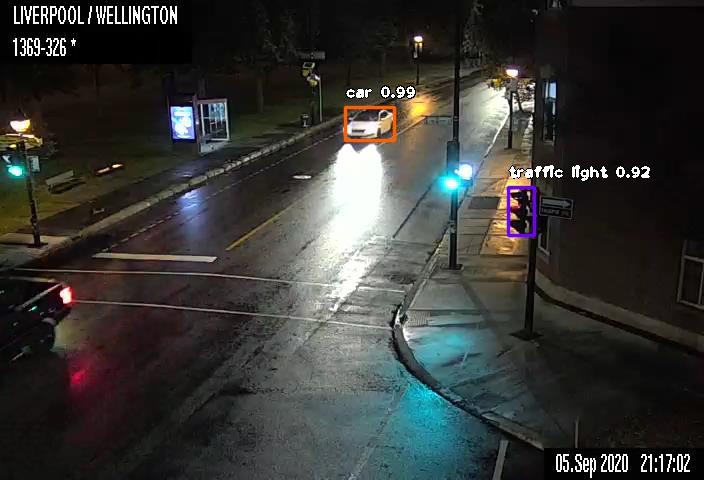 LIVERPOOL / WELLINGTON
1369-326 *
car 0.99
traffic light 0.92
05.Sep 2020 21:17:02